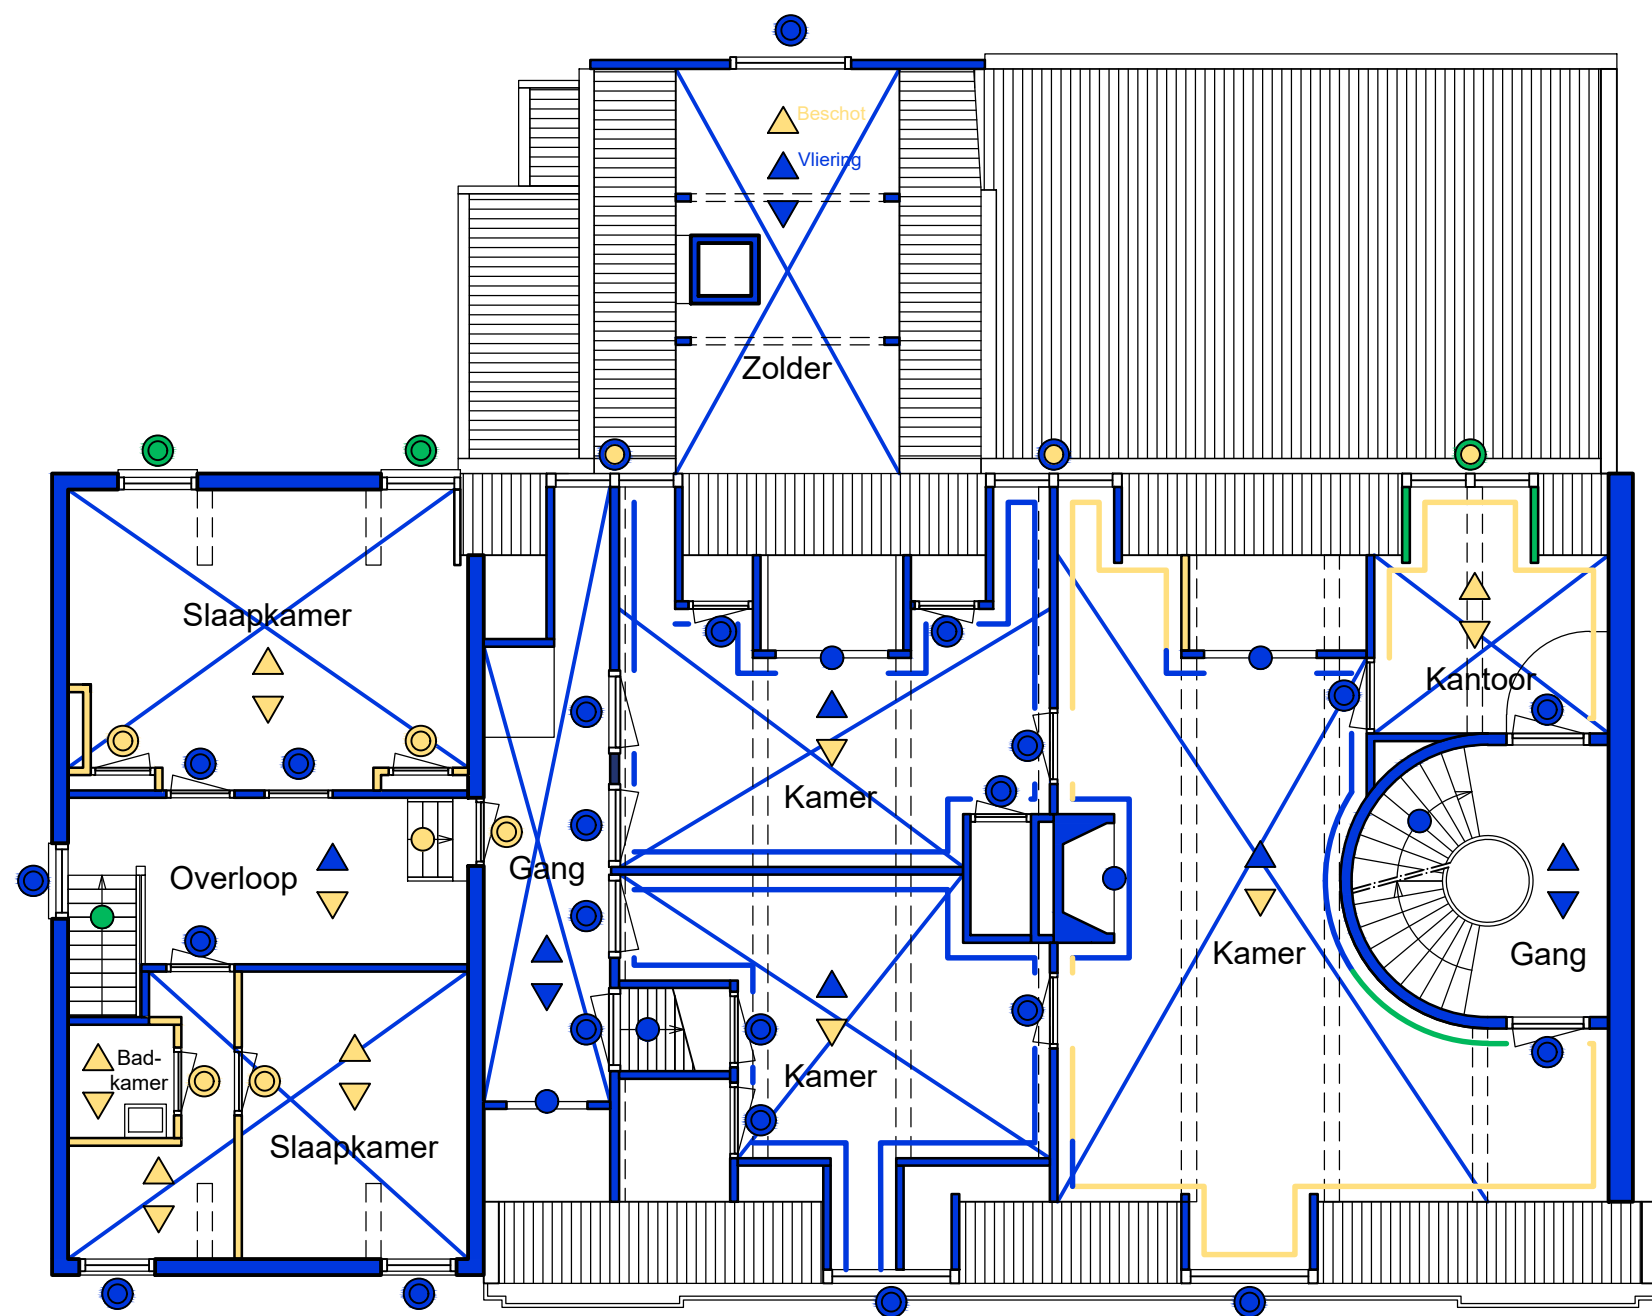 Beschot
Vliering
Zolder
Slaapkamer
Kantoor
Kamer
Gang
Overloop
Kamer
Gang
Bad-
kamer
Kamer
Slaapkamer